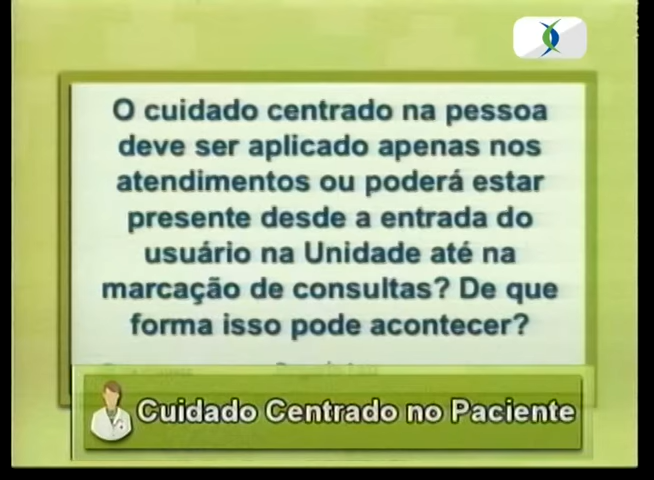 O cuidado centrado na pessoa
deve ser aplicado apenas nos
atendimentos ou poderá estar
presente desde a entrada do
usuário na Unidade até na
marcação de consultas? De que
forma isso pode acontecer?
Cuidado Centrado no Paciente